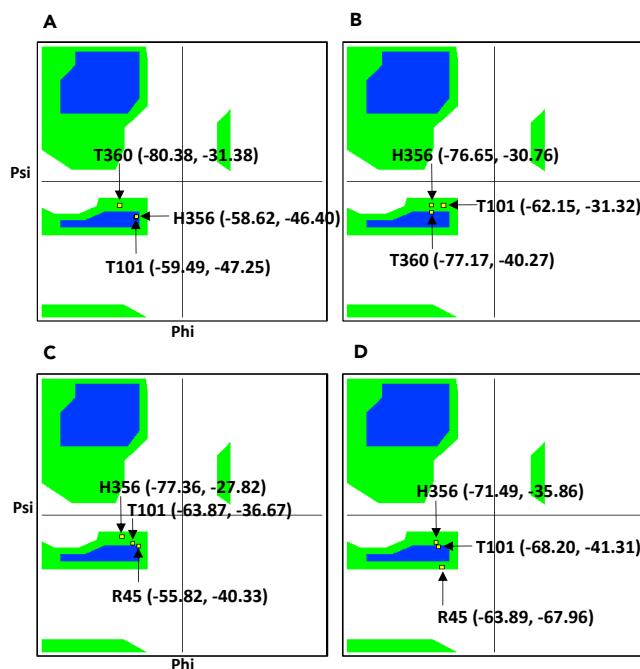 A
B
T360 (-80.38, -31.38)
H356 (-76.65, -30.76)
Psi
H356 (-58.62, -46.40)
T101 (-62.15, -31.32)
T101 (-59.49, -47.25)
T360 (-77.17, -40.27)
Phi
C
D
H356 (-77.36, -27.82)
T101 (-63.87, -36.67)
H356 (-71.49, -35.86)
Psi
T101 (-68.20, -41.31)
R45 (-55.82, -40.33)
R45 (-63.89, -67.96)
Phi